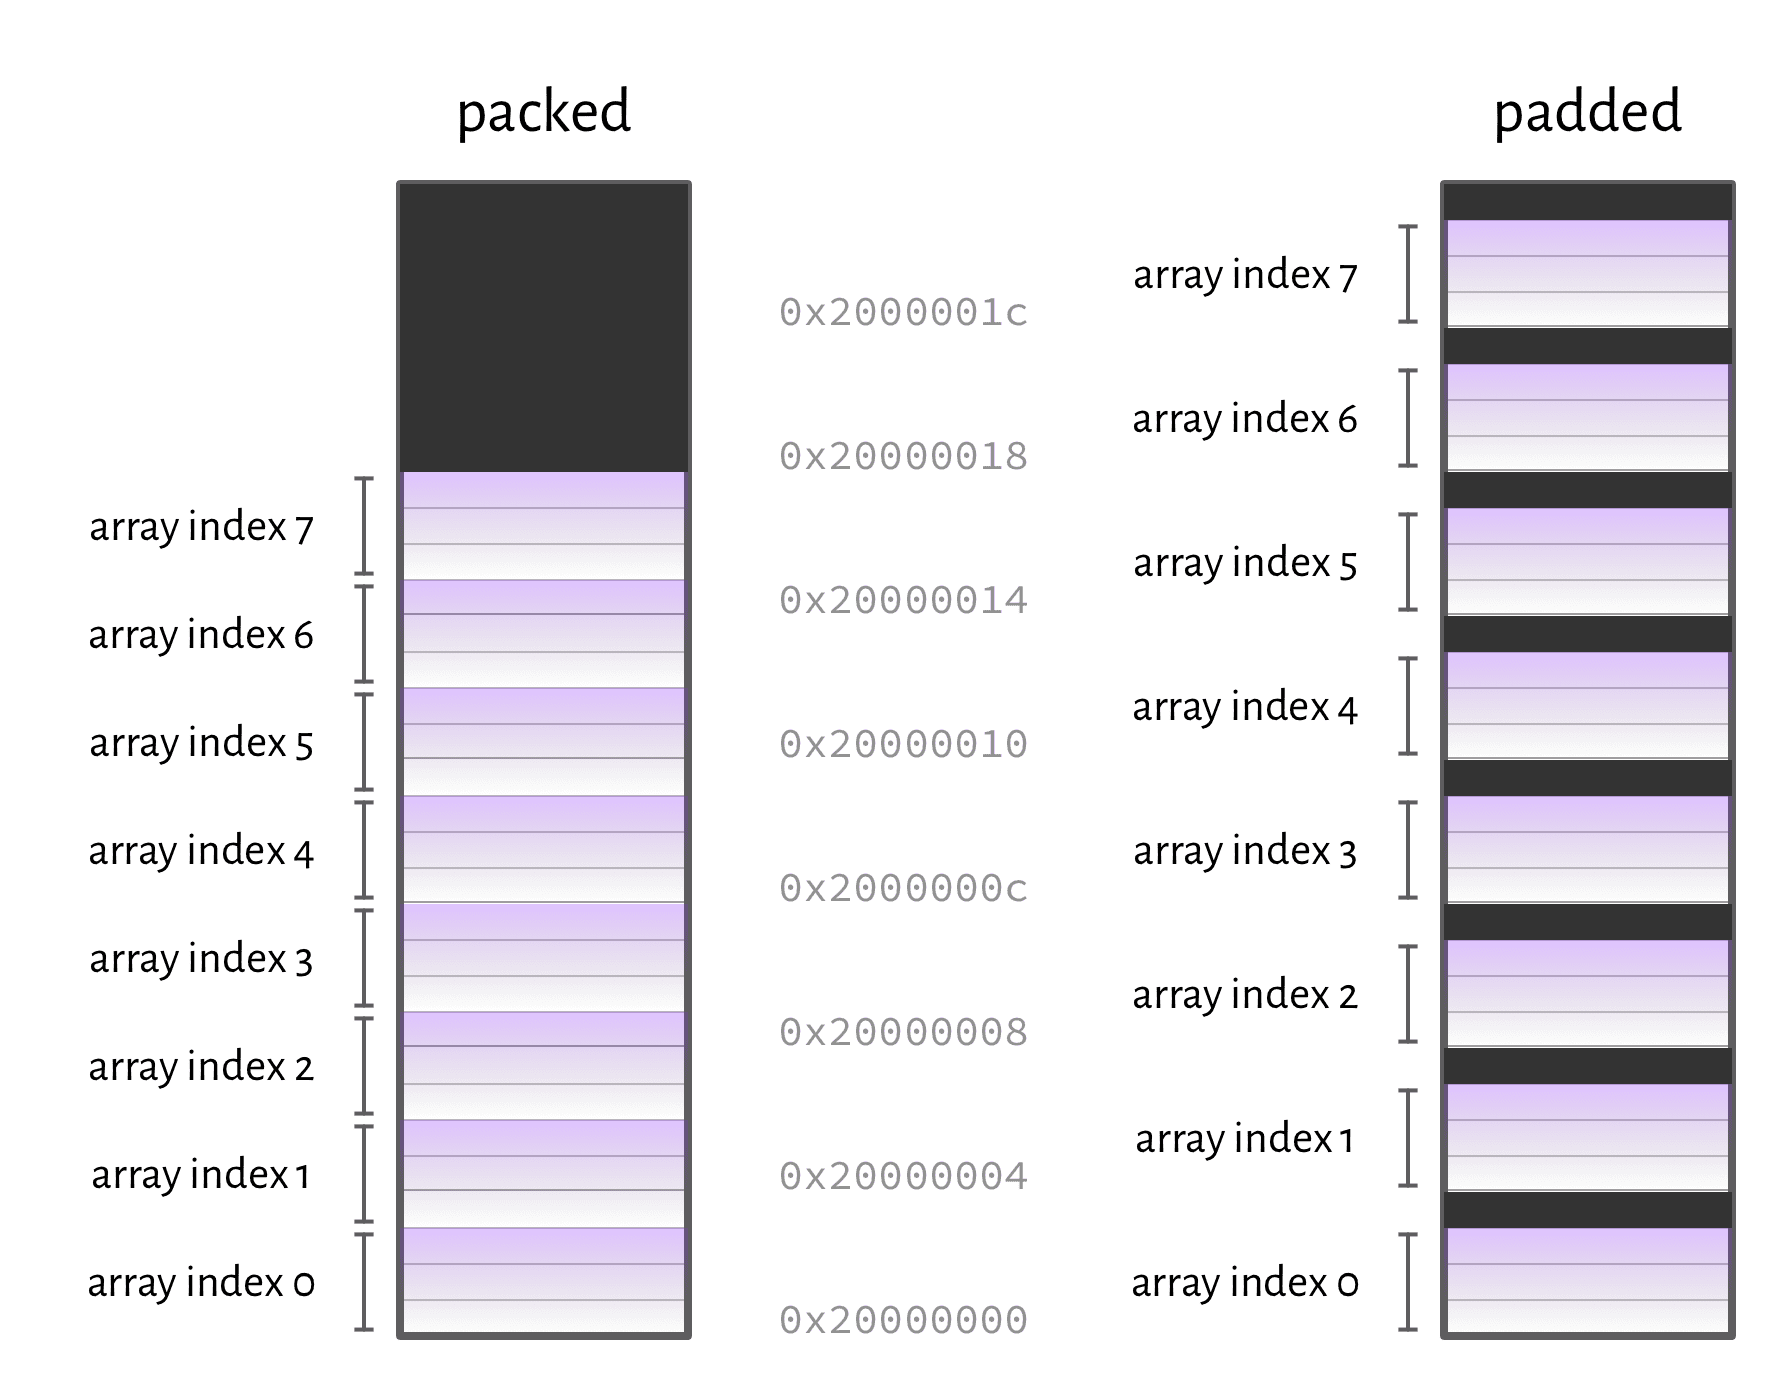 packed
array index 7
array index 6
array index 5
array index 4
array index 3
array index 2
array index 1
array index 0
0x2000001c
0x20000018
0x20000014
0x20000010
0x2000000c
0x20000008
0x20000004
0x20000000
padded
array index 7
array index 6
array index 5
array index 4
array index 3
array index 2
array index 1
array index 0